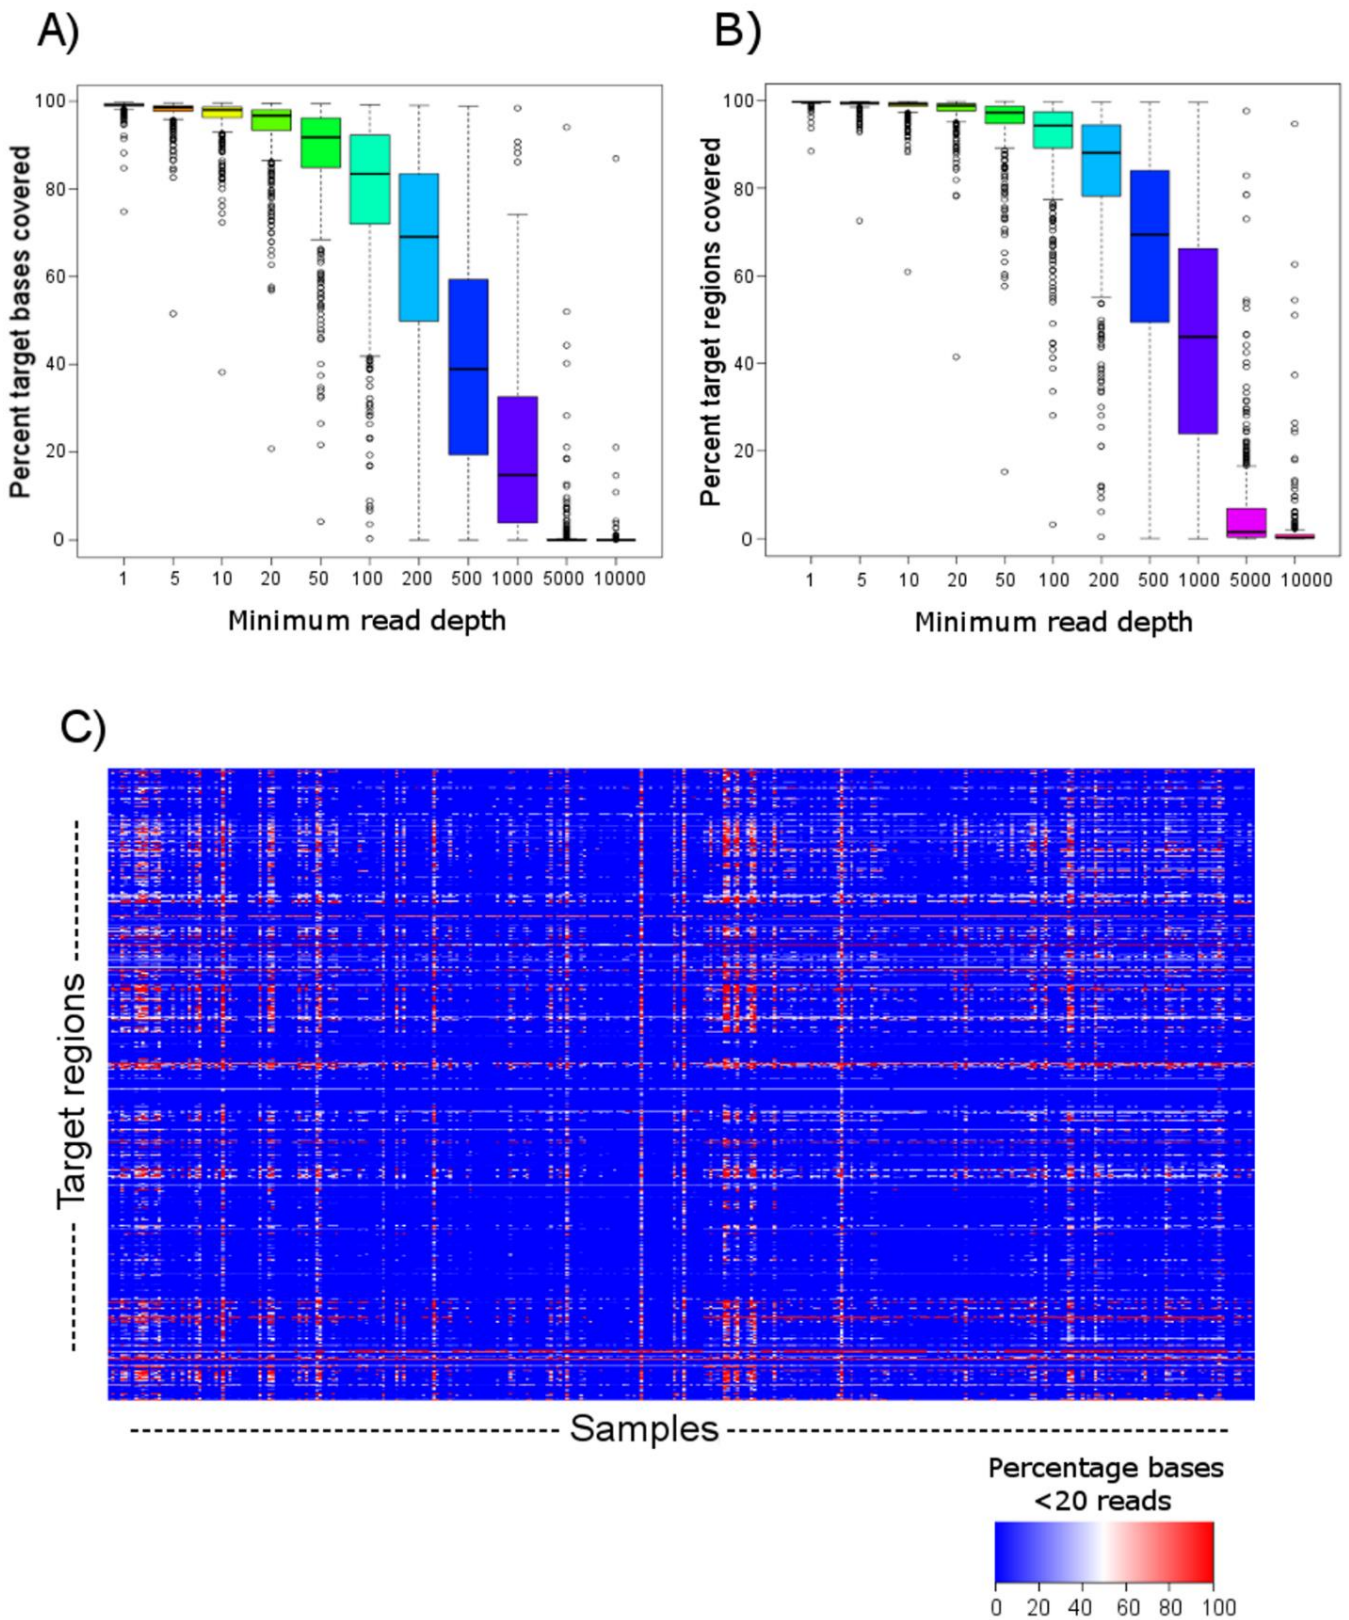 A)
B)
Percent target bases covered
100
80
60
40
20
0
1 5 10 20 50 100 200 500 1000 5000 10000
Minimum read depth
Percent target regions covered
100
80
60
40
20
0
1 5 10 20 50 100 200 500 1000 5000 10000
Minimum read depth
C)
Target regions
Samples
Percentage bases
<20 reads
0 20 40 60 80 100